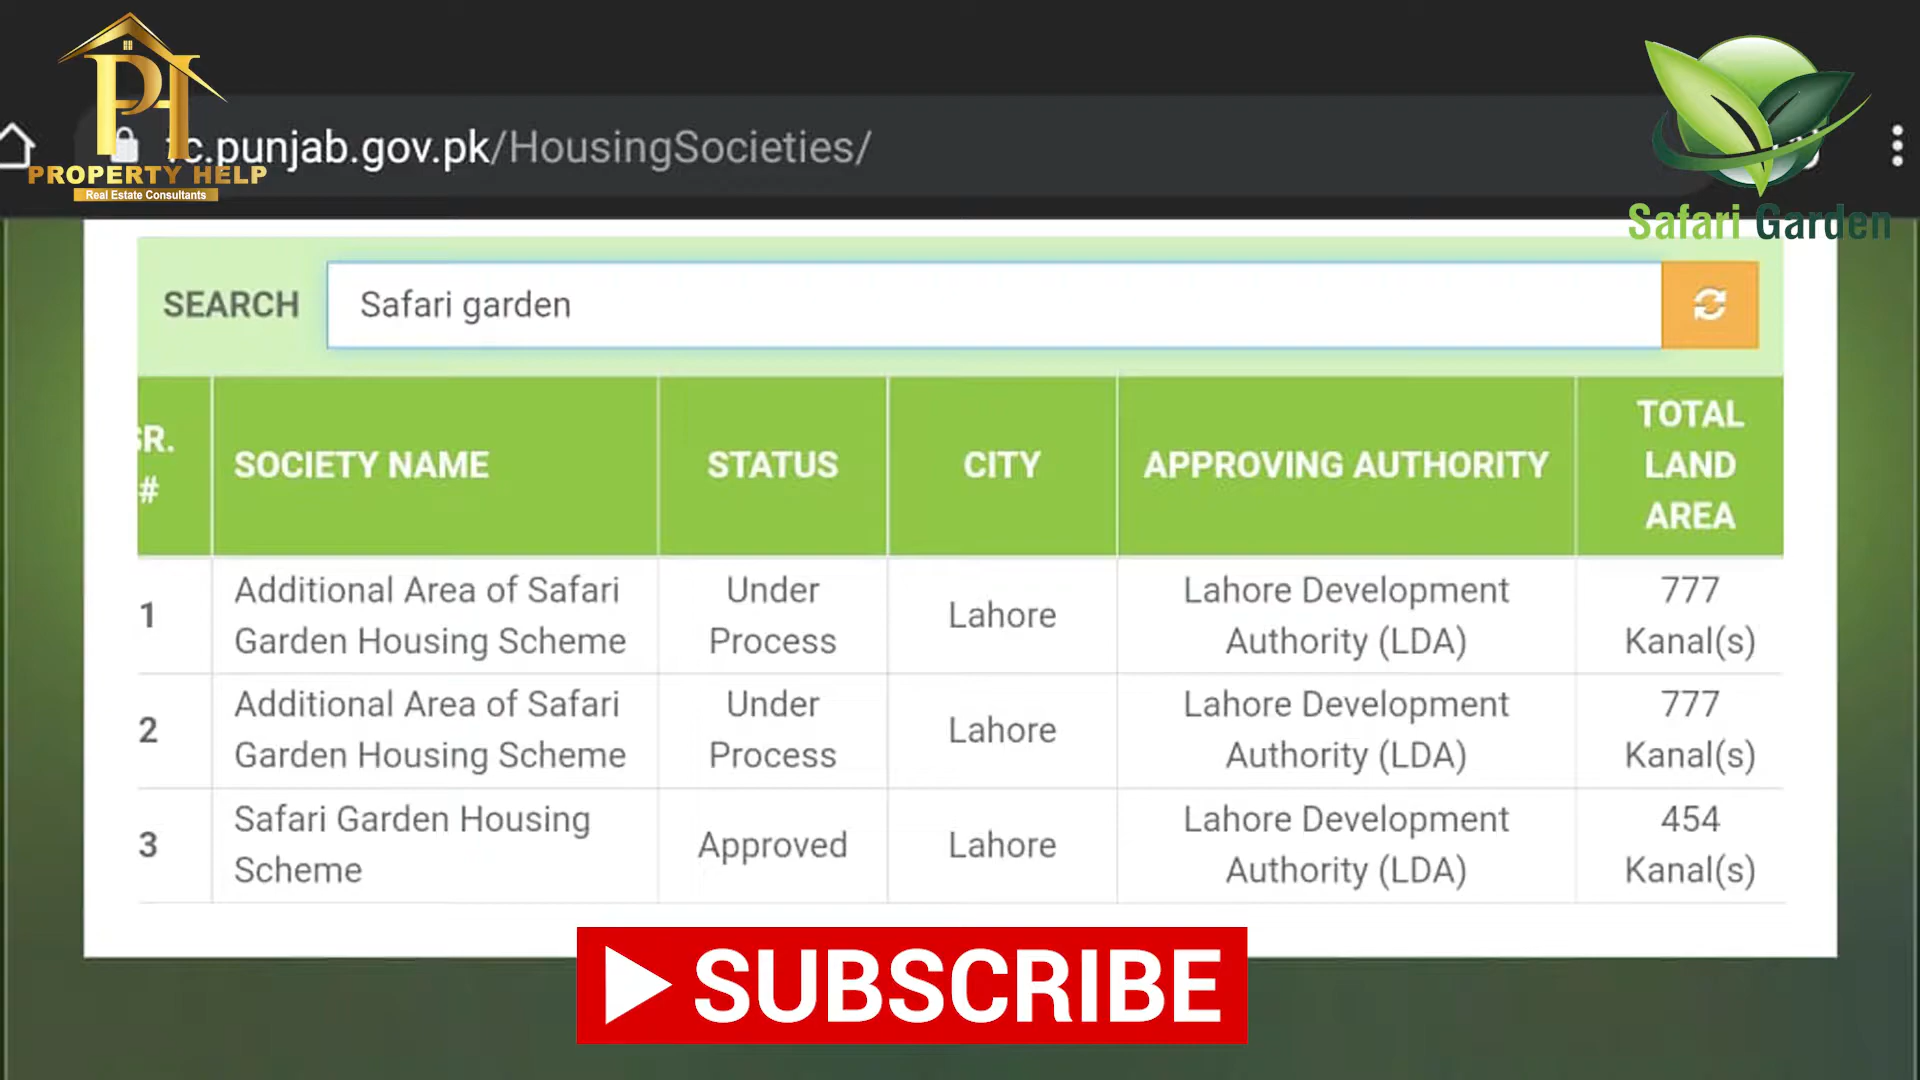 PH
PROPERTY HELP
Real Estate Consultants
c.punjab.gov.pk/HousingSocieties/
Safari Garden
SEARCH Safari garden
SR. # SOCIETY NAME STATUS CITY APPROVING AUTHORITY TOTAL LAND AREA
1 Additional Area of Safari Garden Housing Scheme Under Process Lahore Lahore Development Authority (LDA) 777 Kanal(s)
2 Additional Area of Safari Garden Housing Scheme Under Process Lahore Lahore Development Authority (LDA) 777 Kanal(s)
3 Safari Garden Housing Scheme Approved Lahore Lahore Development Authority (LDA) 454 Kanal(s)
SUBSCRIBE